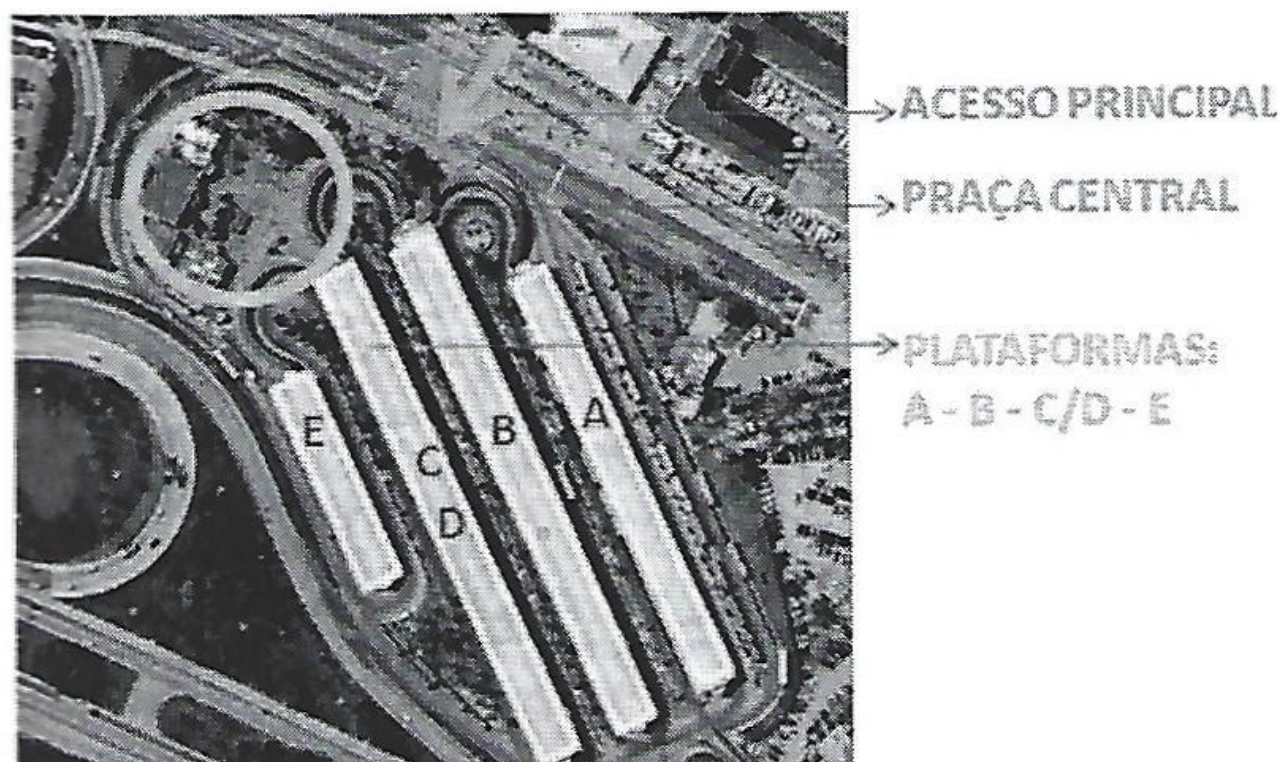 ACESSO PRINCIPAL
PRAÇA CENTRAL
PLATAFORMAS:
A - B - C/D - E
A
B
E
C
D